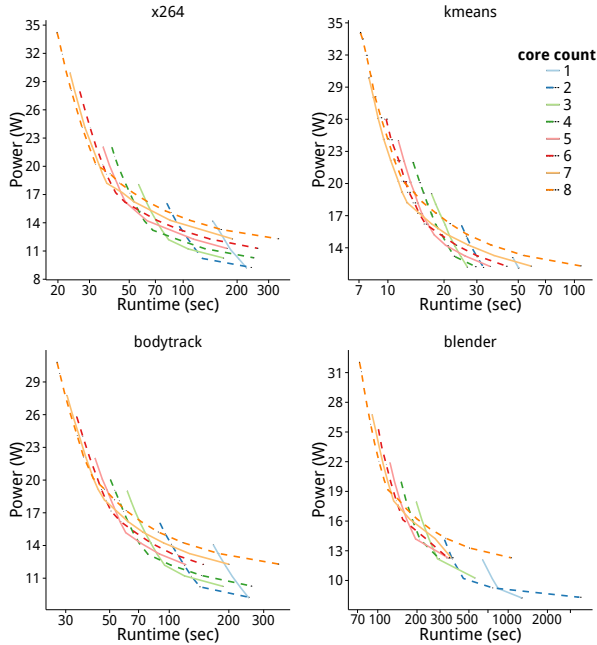 x264
Power (W)
35
32
29
26
23
20
17
14
11
8
20 30 50 70 100 200 300
Runtime (sec)
kmeans
Power (W)
35
32
29
26
23
20
17
14
7 10 20 30 50 70 100
Runtime (sec)
core count
1
2
3
4
5
6
7
8
bodytrack
Power (W)
29
26
23
20
17
14
11
30 50 70 100 200 300
Runtime (sec)
blender
Power (W)
31
28
25
22
19
16
13
10
70 100 200 300 500 1000 2000
Runtime (sec)